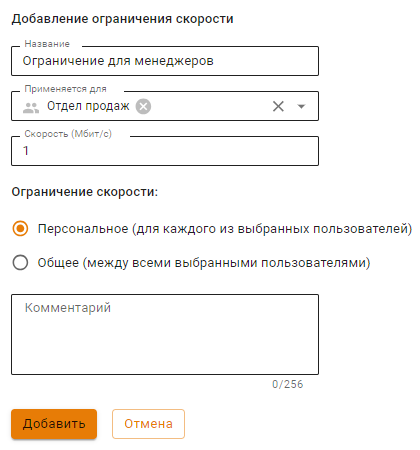 Добавление ограничения скорости
Название
Ограничение для менеджеров
Применяется для
Отдел продаж
Скорость (Мбит/с)
1
Ограничение скорости:
Персональное (для каждого из выбранных пользователей)
Общее (между всеми выбранными пользователями)
Комментарий
0/256
Добавить
Отмена